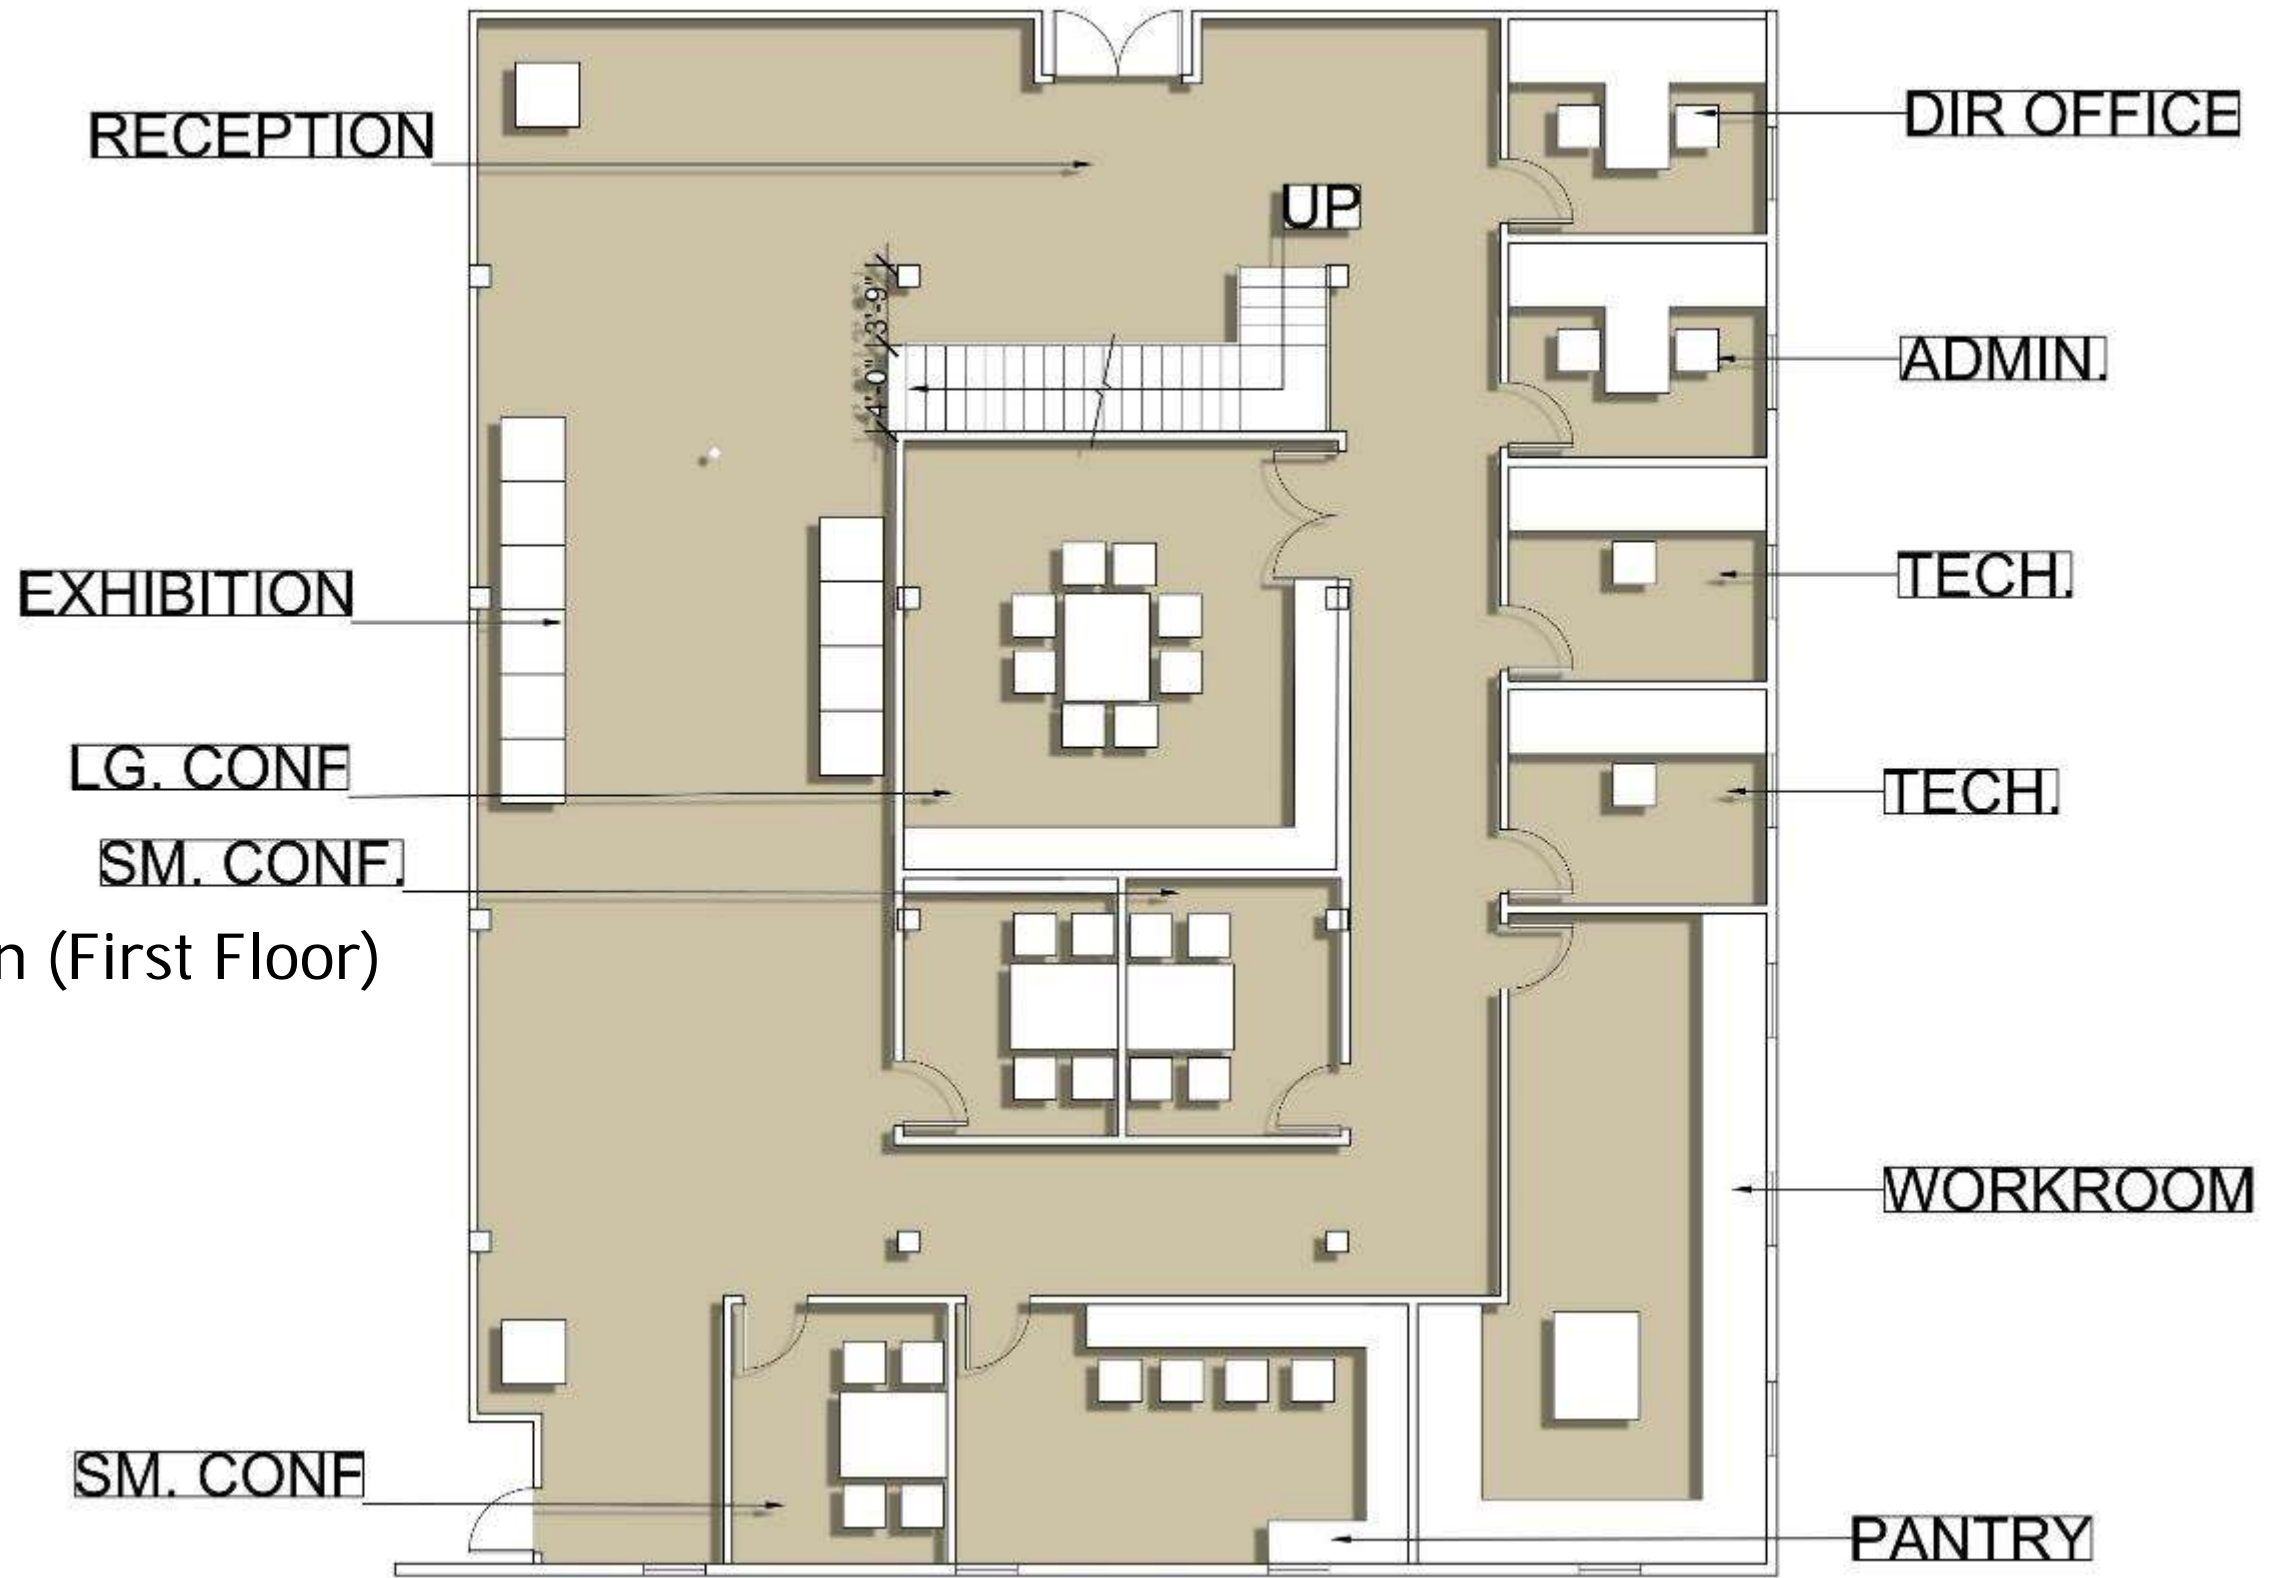 RECEPTION
DIR OFFICE
UP
3'-9"
4'-0"
ADMIN.
EXHIBITION
TECH.
LG. CONF
TECH.
SM. CONF.
n (First Floor)
WORKROOM
SM. CONF
PANTRY